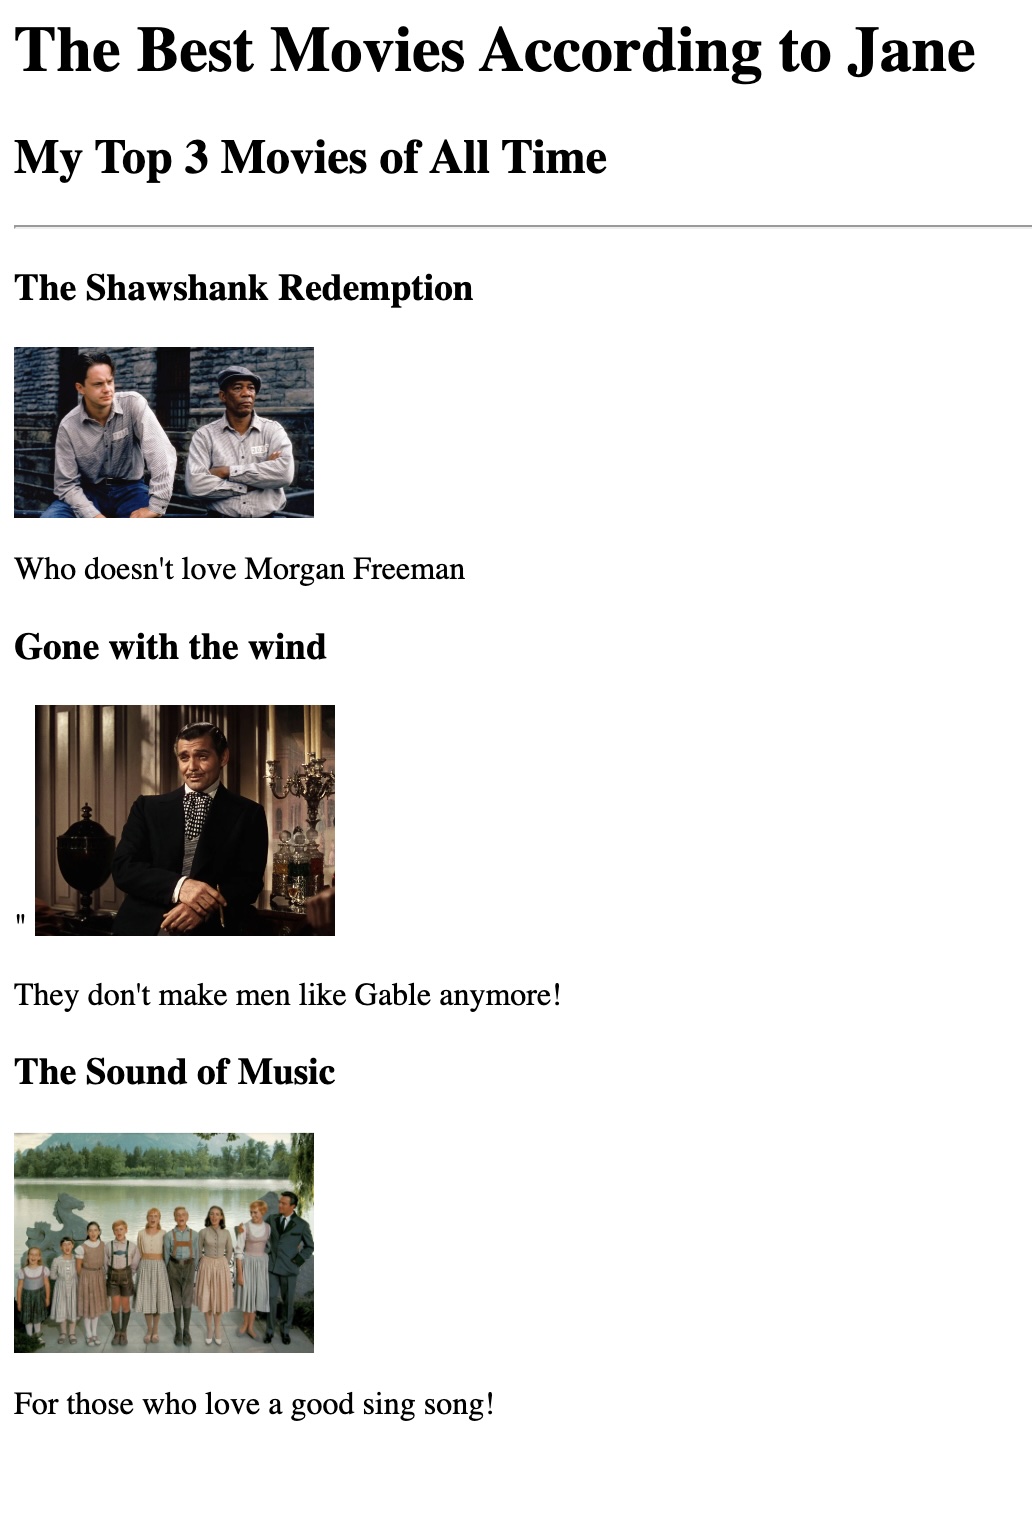 The Best Movies According to Jane
My Top 3 Movies of All Time
The Shawshank Redemption
Who doesn't love Morgan Freeman
Gone with the wind
"
They don't make men like Gable anymore!
The Sound of Music
For those who love a good sing song!